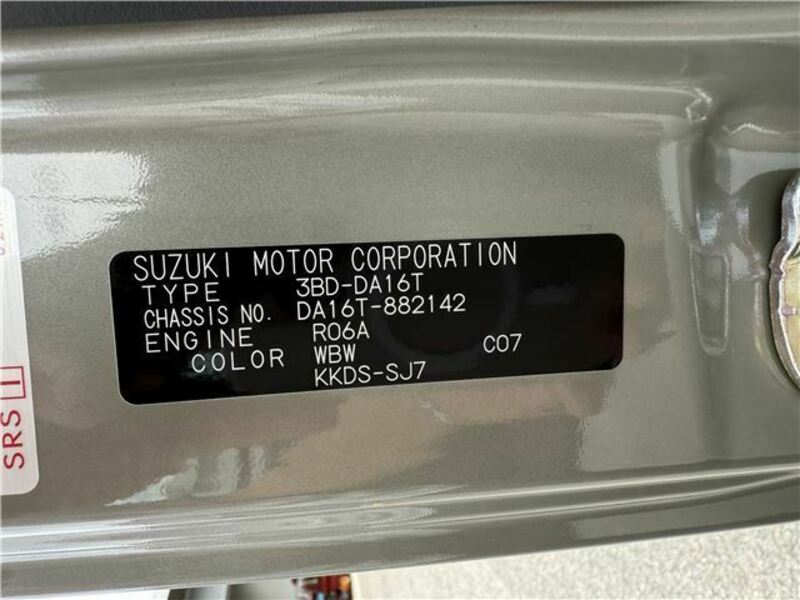 SUZUKI MOTOR CORPORATION
TYPE 3BD-DA16T
CHASSIS NO. DA16T-882142
ENGINE R06A
COLOR WBW C07
KKDS-SJ7
SRS